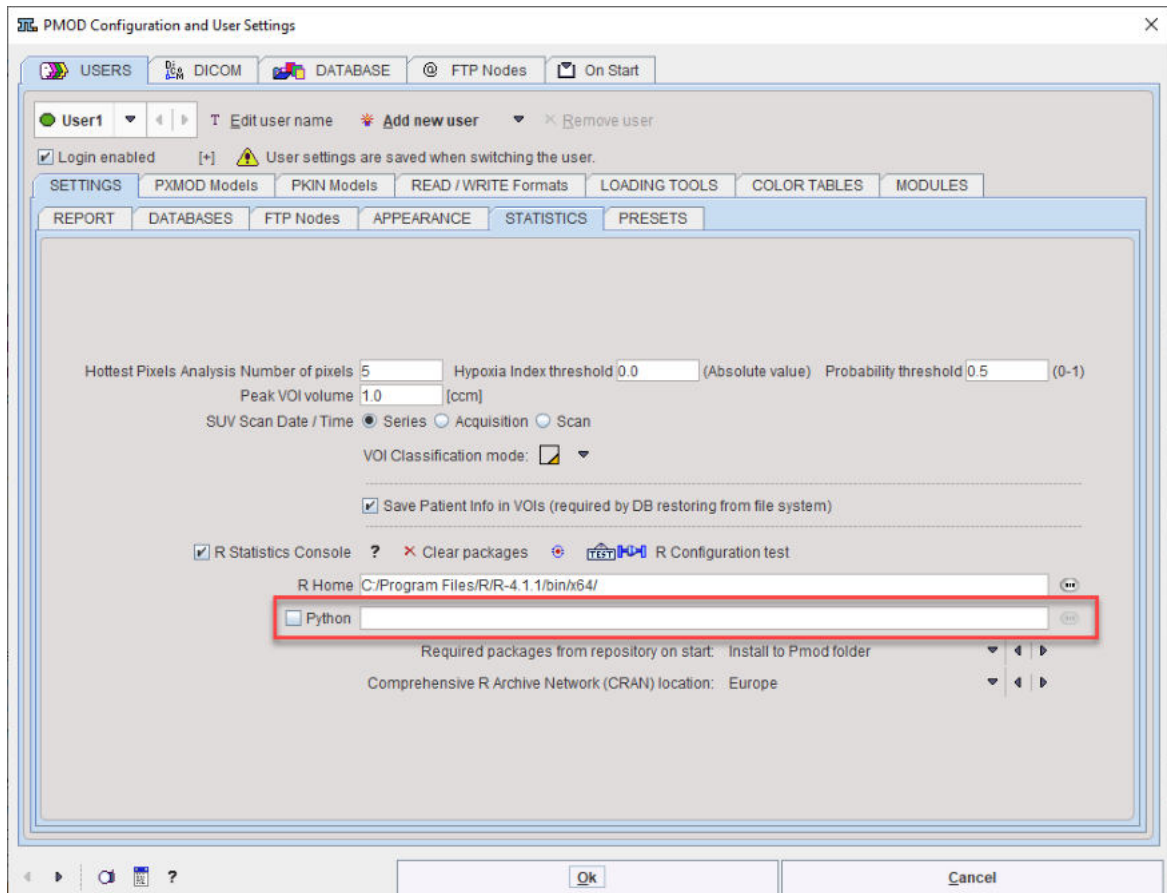 PMOD Configuration and User Settings
USERS DICOM DATABASE @ FTP Nodes On Start
User1 T Edit user name Add new user Remove user
Login enabled [+] User settings are saved when switching the user.
SETTINGS PXMOD Models PKIN Models READ / WRITE Formats LOADING TOOLS COLOR TABLES MODULES
REPORT DATABASES FTP Nodes APPEARANCE STATISTICS PRESETS
Hottest Pixels Analysis Number of pixels 5 Hypoxia Index threshold 0.0 (Absolute value) Probability threshold 0.5 (0-1)
Peak VOI volume 1.0 [ccm]
SUV Scan Date / Time Series Acquisition Scan
VOI Classification mode:
Save Patient Info in VOIs (required by DB restoring from file system)
R Statistics Console ? Clear packages TEST R Configuration test
R Home C:/Program Files/R/R-4.1.1/bin/x64/
Python
Required packages from repository on start: Install to Pmod folder
Comprehensive R Archive Network (CRAN) location: Europe
? Ok Cancel